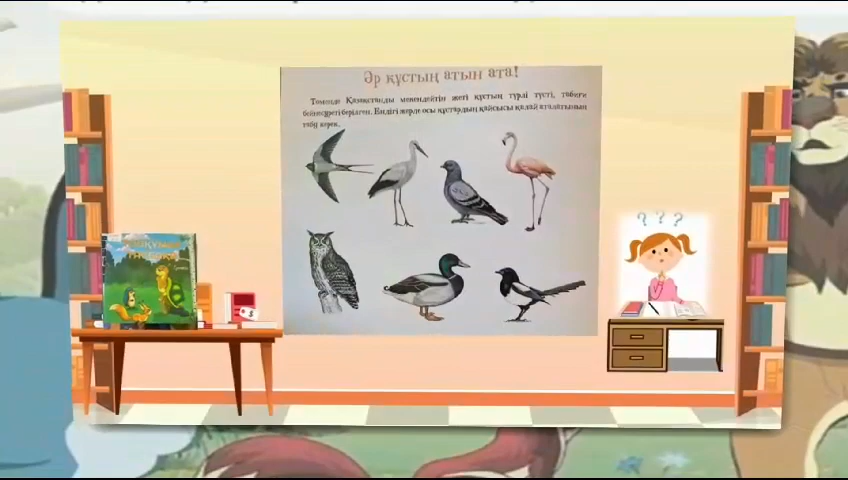 Әр құстың атын ата!
Төменде Қазақстанды мекендейтін жеті құстың түрлі түсті, табиғи
бейнесуреті берілген. Ендігі жерде осы құстардың қайсысы қалай аталатынын
табу керек.
? ? ?